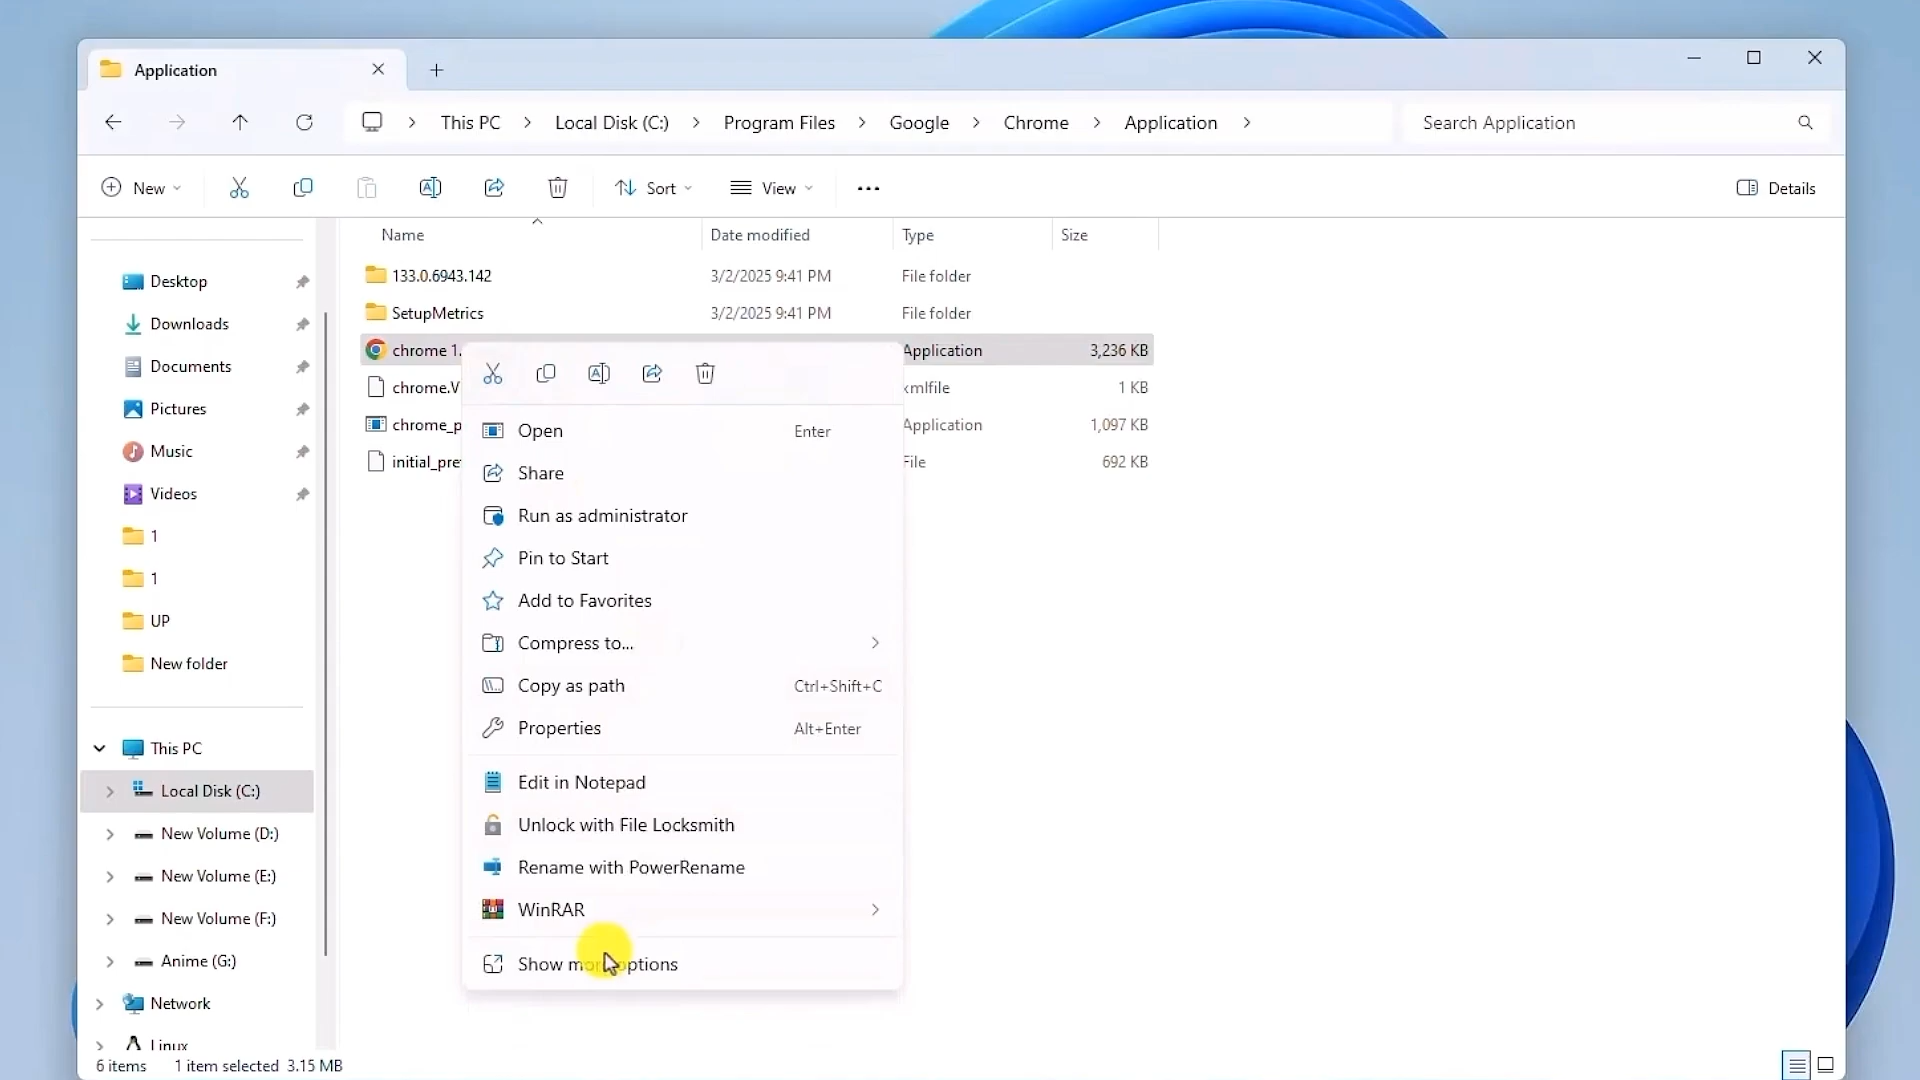 Application
This PC > Local Disk (C:) > Program Files > Google > Chrome > Application >
Search Application
New
Sort
View
Details
Name
Date modified
Type
Size
133.0.6943.142
3/2/2025 9:41 PM
File folder
SetupMetrics
3/2/2025 9:41 PM
File folder
chrome 1.
Application
3,236 KB
chrome.V
xmlfile
1 KB
chrome_p
Application
1,097 KB
initial_pre
File
692 KB
Desktop
Downloads
Documents
Pictures
Music
Videos
1
1
UP
New folder
This PC
Local Disk (C:)
New Volume (D:)
New Volume (E:)
New Volume (F:)
Anime (G:)
Network
Linux
Open Enter
Share
Run as administrator
Pin to Start
Add to Favorites
Compress to...
Copy as path Ctrl+Shift+C
Properties Alt+Enter
Edit in Notepad
Unlock with File Locksmith
Rename with PowerRename
WinRAR
Show more options
6 items 1 item selected 3.15 MB